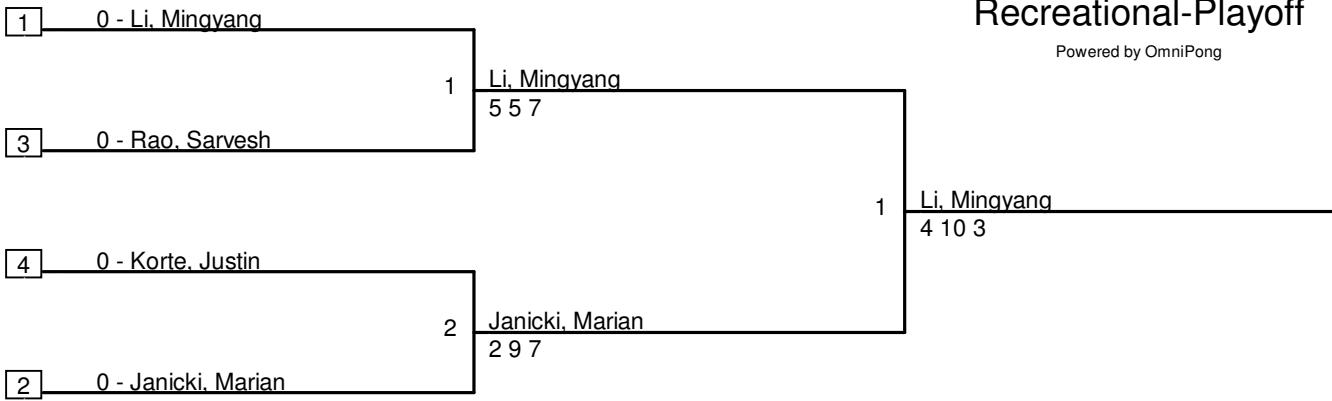 Recreational-Playoff
Powered by OmniPong
1 0 - Li, Mingyang
1 Li, Mingyang
5 5 7
3 0 - Rao, Sarvesh
1 Li, Mingyang
4 10 3
4 0 - Korte, Justin
2 Janicki, Marian
2 9 7
2 0 - Janicki, Marian